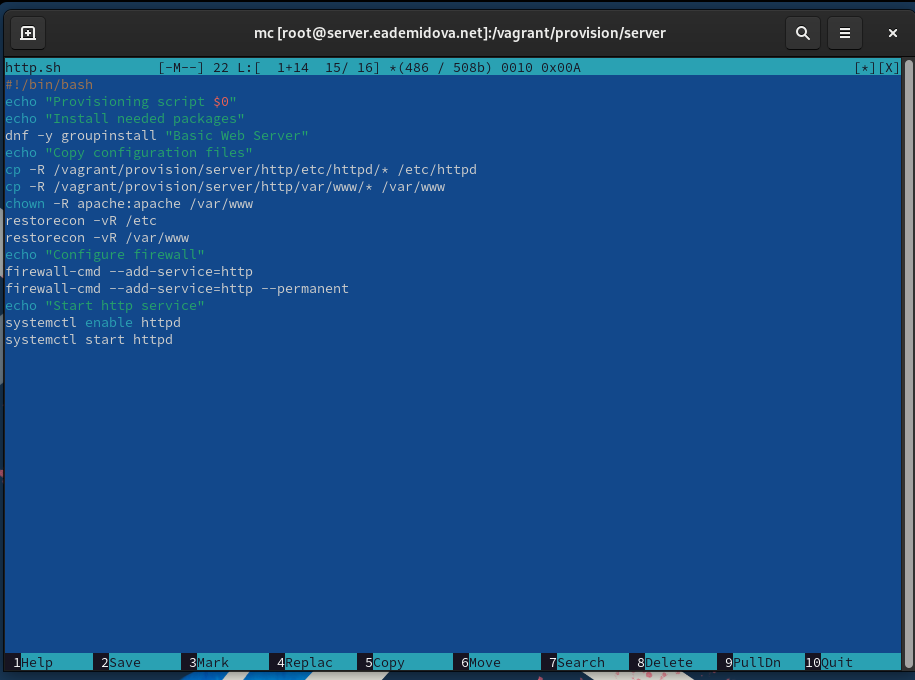 mc [root@server.eademidova.net]:/vagrant/provision/server
http.sh [-M--] 22 L:[ 1+14 15/ 16] *(486 / 508b) 0010 0x00A [*][X]
#!/bin/bash
echo "Provisioning script $0"
echo "Install needed packages"
dnf -y groupinstall "Basic Web Server"
echo "Copy configuration files"
cp -R /vagrant/provision/server/http/etc/httpd/* /etc/httpd
cp -R /vagrant/provision/server/http/var/www/* /var/www
chown -R apache:apache /var/www
restorecon -vR /etc
restorecon -vR /var/www
echo "Configure firewall"
firewall-cmd --add-service=http
firewall-cmd --add-service=http --permanent
echo "Start http service"
systemctl enable httpd
systemctl start httpd
1Help 2Save 3Mark 4Replac 5Copy 6Move 7Search 8Delete 9PullDn 10Quit